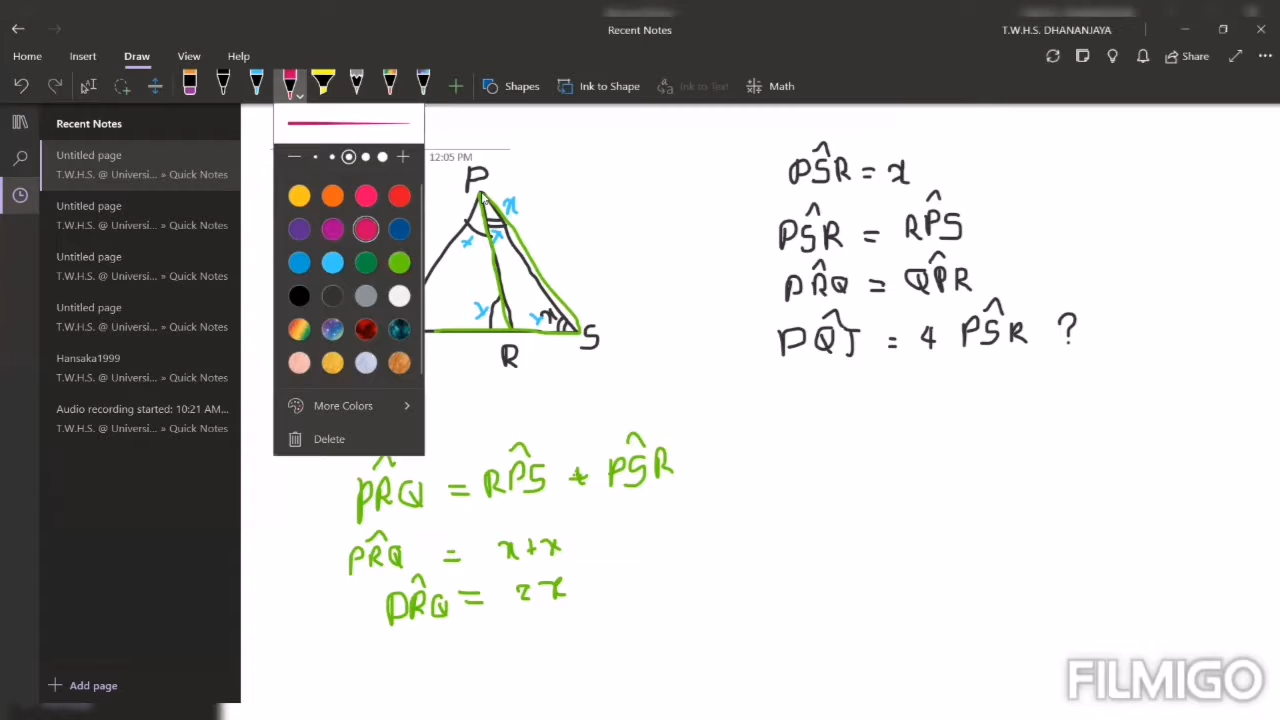 Recent Notes
T.W.H.S. DHANANJAYA
Home Insert Draw View Help
Share
Shapes Ink to Shape Ink to Text Math
Recent Notes
Untitled page
T.W.H.S. @ Universi... » Quick Notes
Untitled page
T.W.H.S. @ Universi... » Quick Notes
Untitled page
T.W.H.S. @ Universi... » Quick Notes
Untitled page
T.W.H.S. @ Universi... » Quick Notes
Hansaka1999
T.W.H.S. @ Universi... » Quick Notes
Audio recording started: 10:21 AM...
T.W.H.S. @ Universi... » Quick Notes
Add page
More Colors
Delete
12:05 PM
P
x
x
x
S
R
PŜR = x
PŜR = RP̂S
PR̂Q = QP̂R
PQ̂T = 4 PŜR ?
PR̂Q = RP̂S + PŜR
PR̂Q = x+x
PR̂Q = 2x
FILMIGO